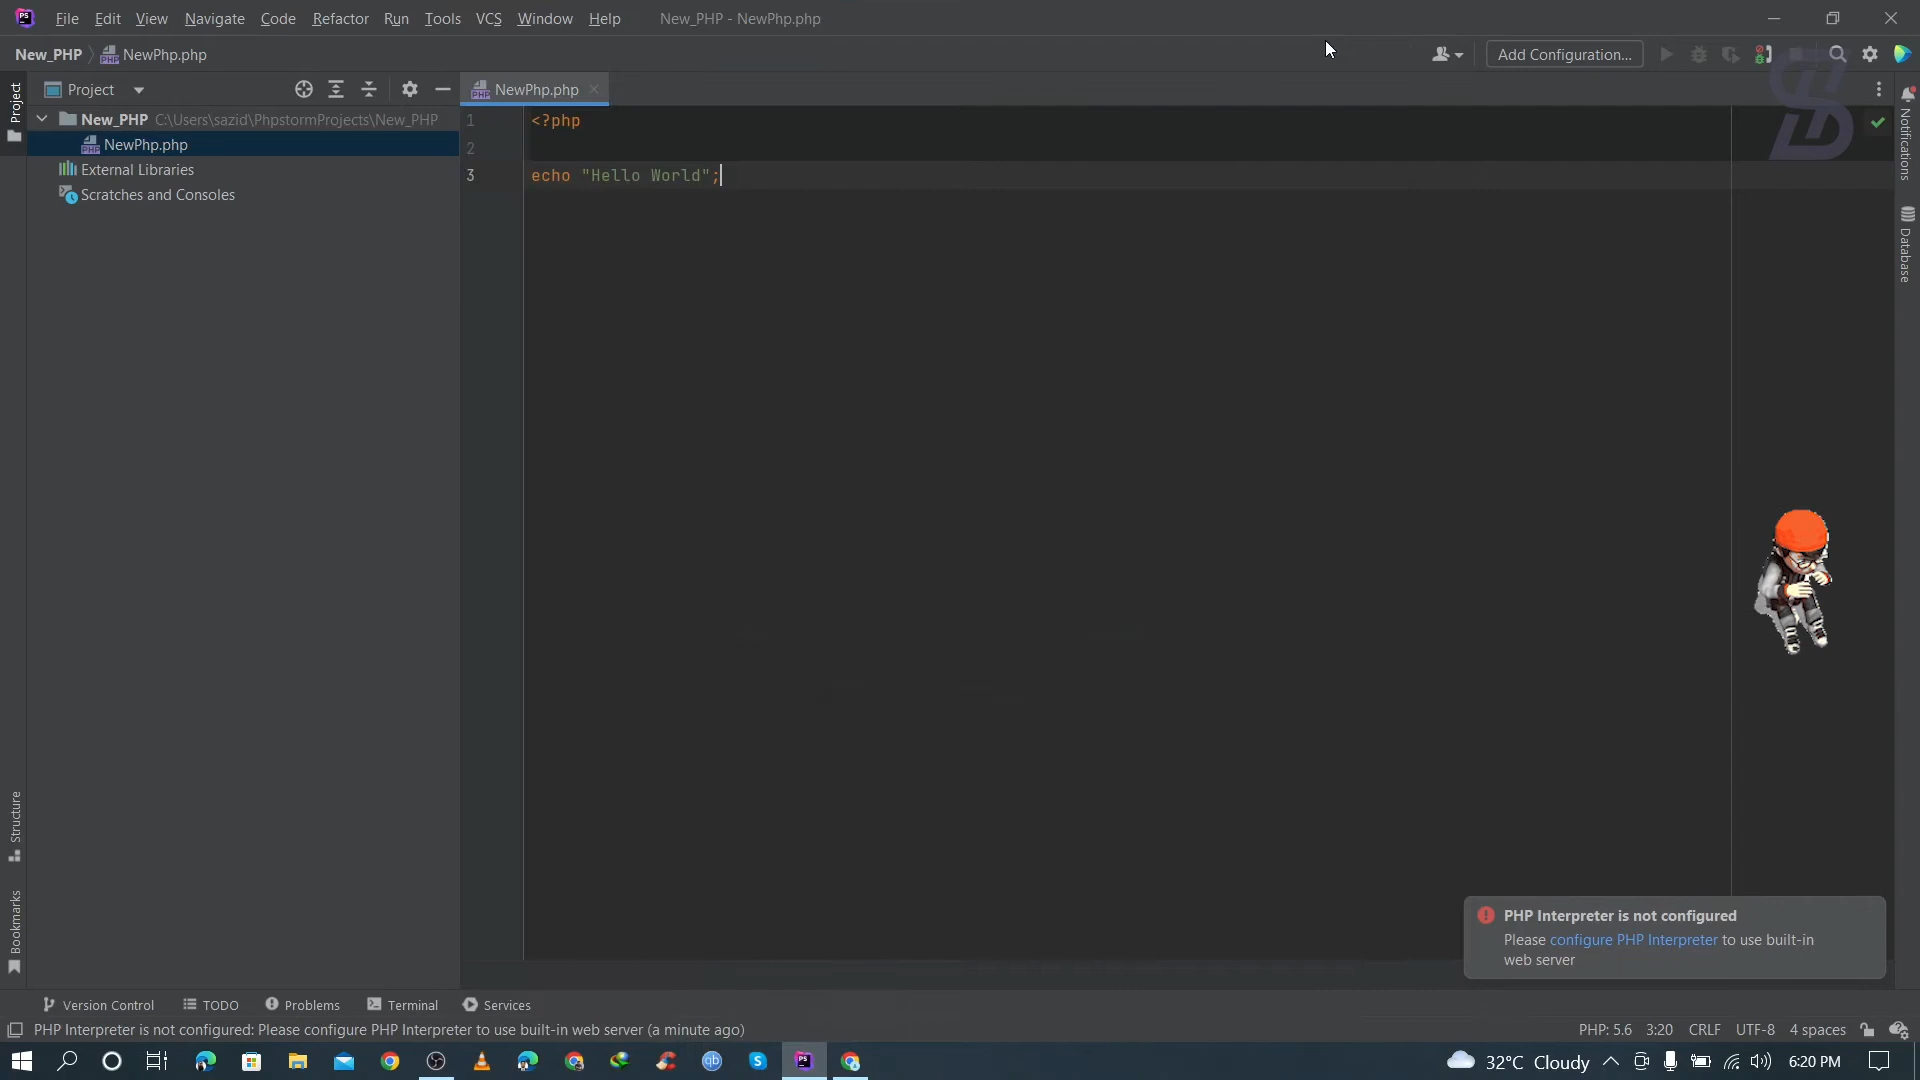 File Edit View Navigate Code Refactor Run Tools VCS Window Help New_PHP - NewPhp.php
New_PHP NewPhp.php Add Configuration...
Project
NewPhp.php
New_PHP C:\Users\sazid\PhpstormProjects\New_PHP
NewPhp.php
External Libraries
Scratches and Consoles
1 <?php
2
3 echo "Hello World";
Project
Structure
Bookmarks
Notifications
Database
PHP Interpreter is not configured
Please configure PHP Interpreter to use built-in
web server
Version Control TODO Problems Terminal Services
PHP Interpreter is not configured: Please configure PHP Interpreter to use built-in web server (a minute ago) PHP: 5.6 3:20 CRLF UTF-8 4 spaces
32°C Cloudy 6:20 PM